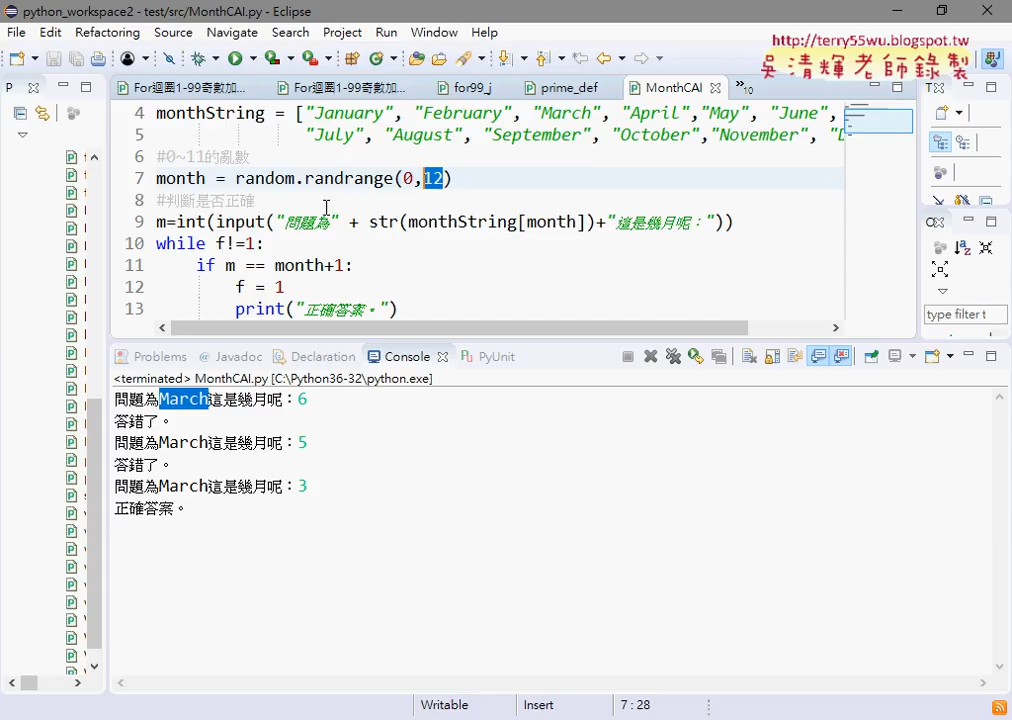 python_workspace2 - test/src/MonthCAI.py - Eclipse
File Edit Refactoring Source Navigate Search Project Run Window Help
http://terry55wu.blogspot.tw
吳清輝老師錄製
P
For迴圈1-99奇數加... For迴圈1-99奇數加... for99_j prime_def MonthCAI »10
4 monthString = ["January", "February", "March", "April","May", "June",
5 "July", "August", "September", "October","November", "D
6 #0~11的亂數
7 month = random.randrange(0,12)
8 #判斷是否正確
9 m=int(input("問題為" + str(monthString[month])+"這是幾月呢："))
10 while f!=1:
11 if m == month+1:
12 f = 1
13 print("正確答案。")
type filter t
Problems Javadoc Declaration Console PyUnit
<terminated> MonthCAI.py [C:\Python36-32\python.exe]
問題為March這是幾月呢：6
答錯了。
問題為March這是幾月呢：5
答錯了。
問題為March這是幾月呢：3
正確答案。
Writable Insert 7 : 28